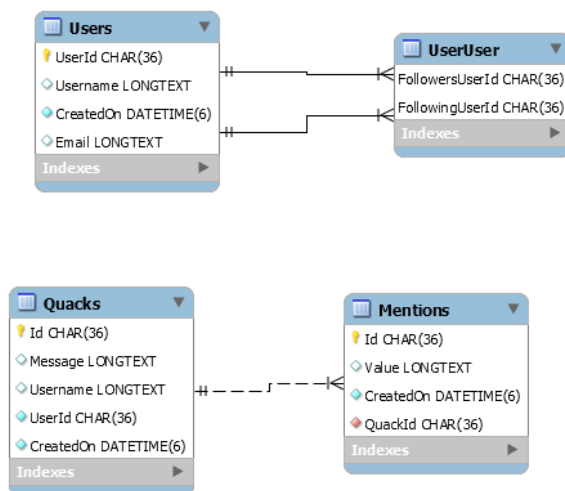 Users
UserId CHAR(36)
Username LONGTEXT
CreatedOn DATETIME(6)
Email LONGTEXT
Indexes
UserUser
FollowersUserId CHAR(36)
FollowingUserId CHAR(36)
Indexes
Quacks
Id CHAR(36)
Message LONGTEXT
Username LONGTEXT
UserId CHAR(36)
CreatedOn DATETIME(6)
Indexes
Mentions
Id CHAR(36)
Value LONGTEXT
CreatedOn DATETIME(6)
QuackId CHAR(36)
Indexes